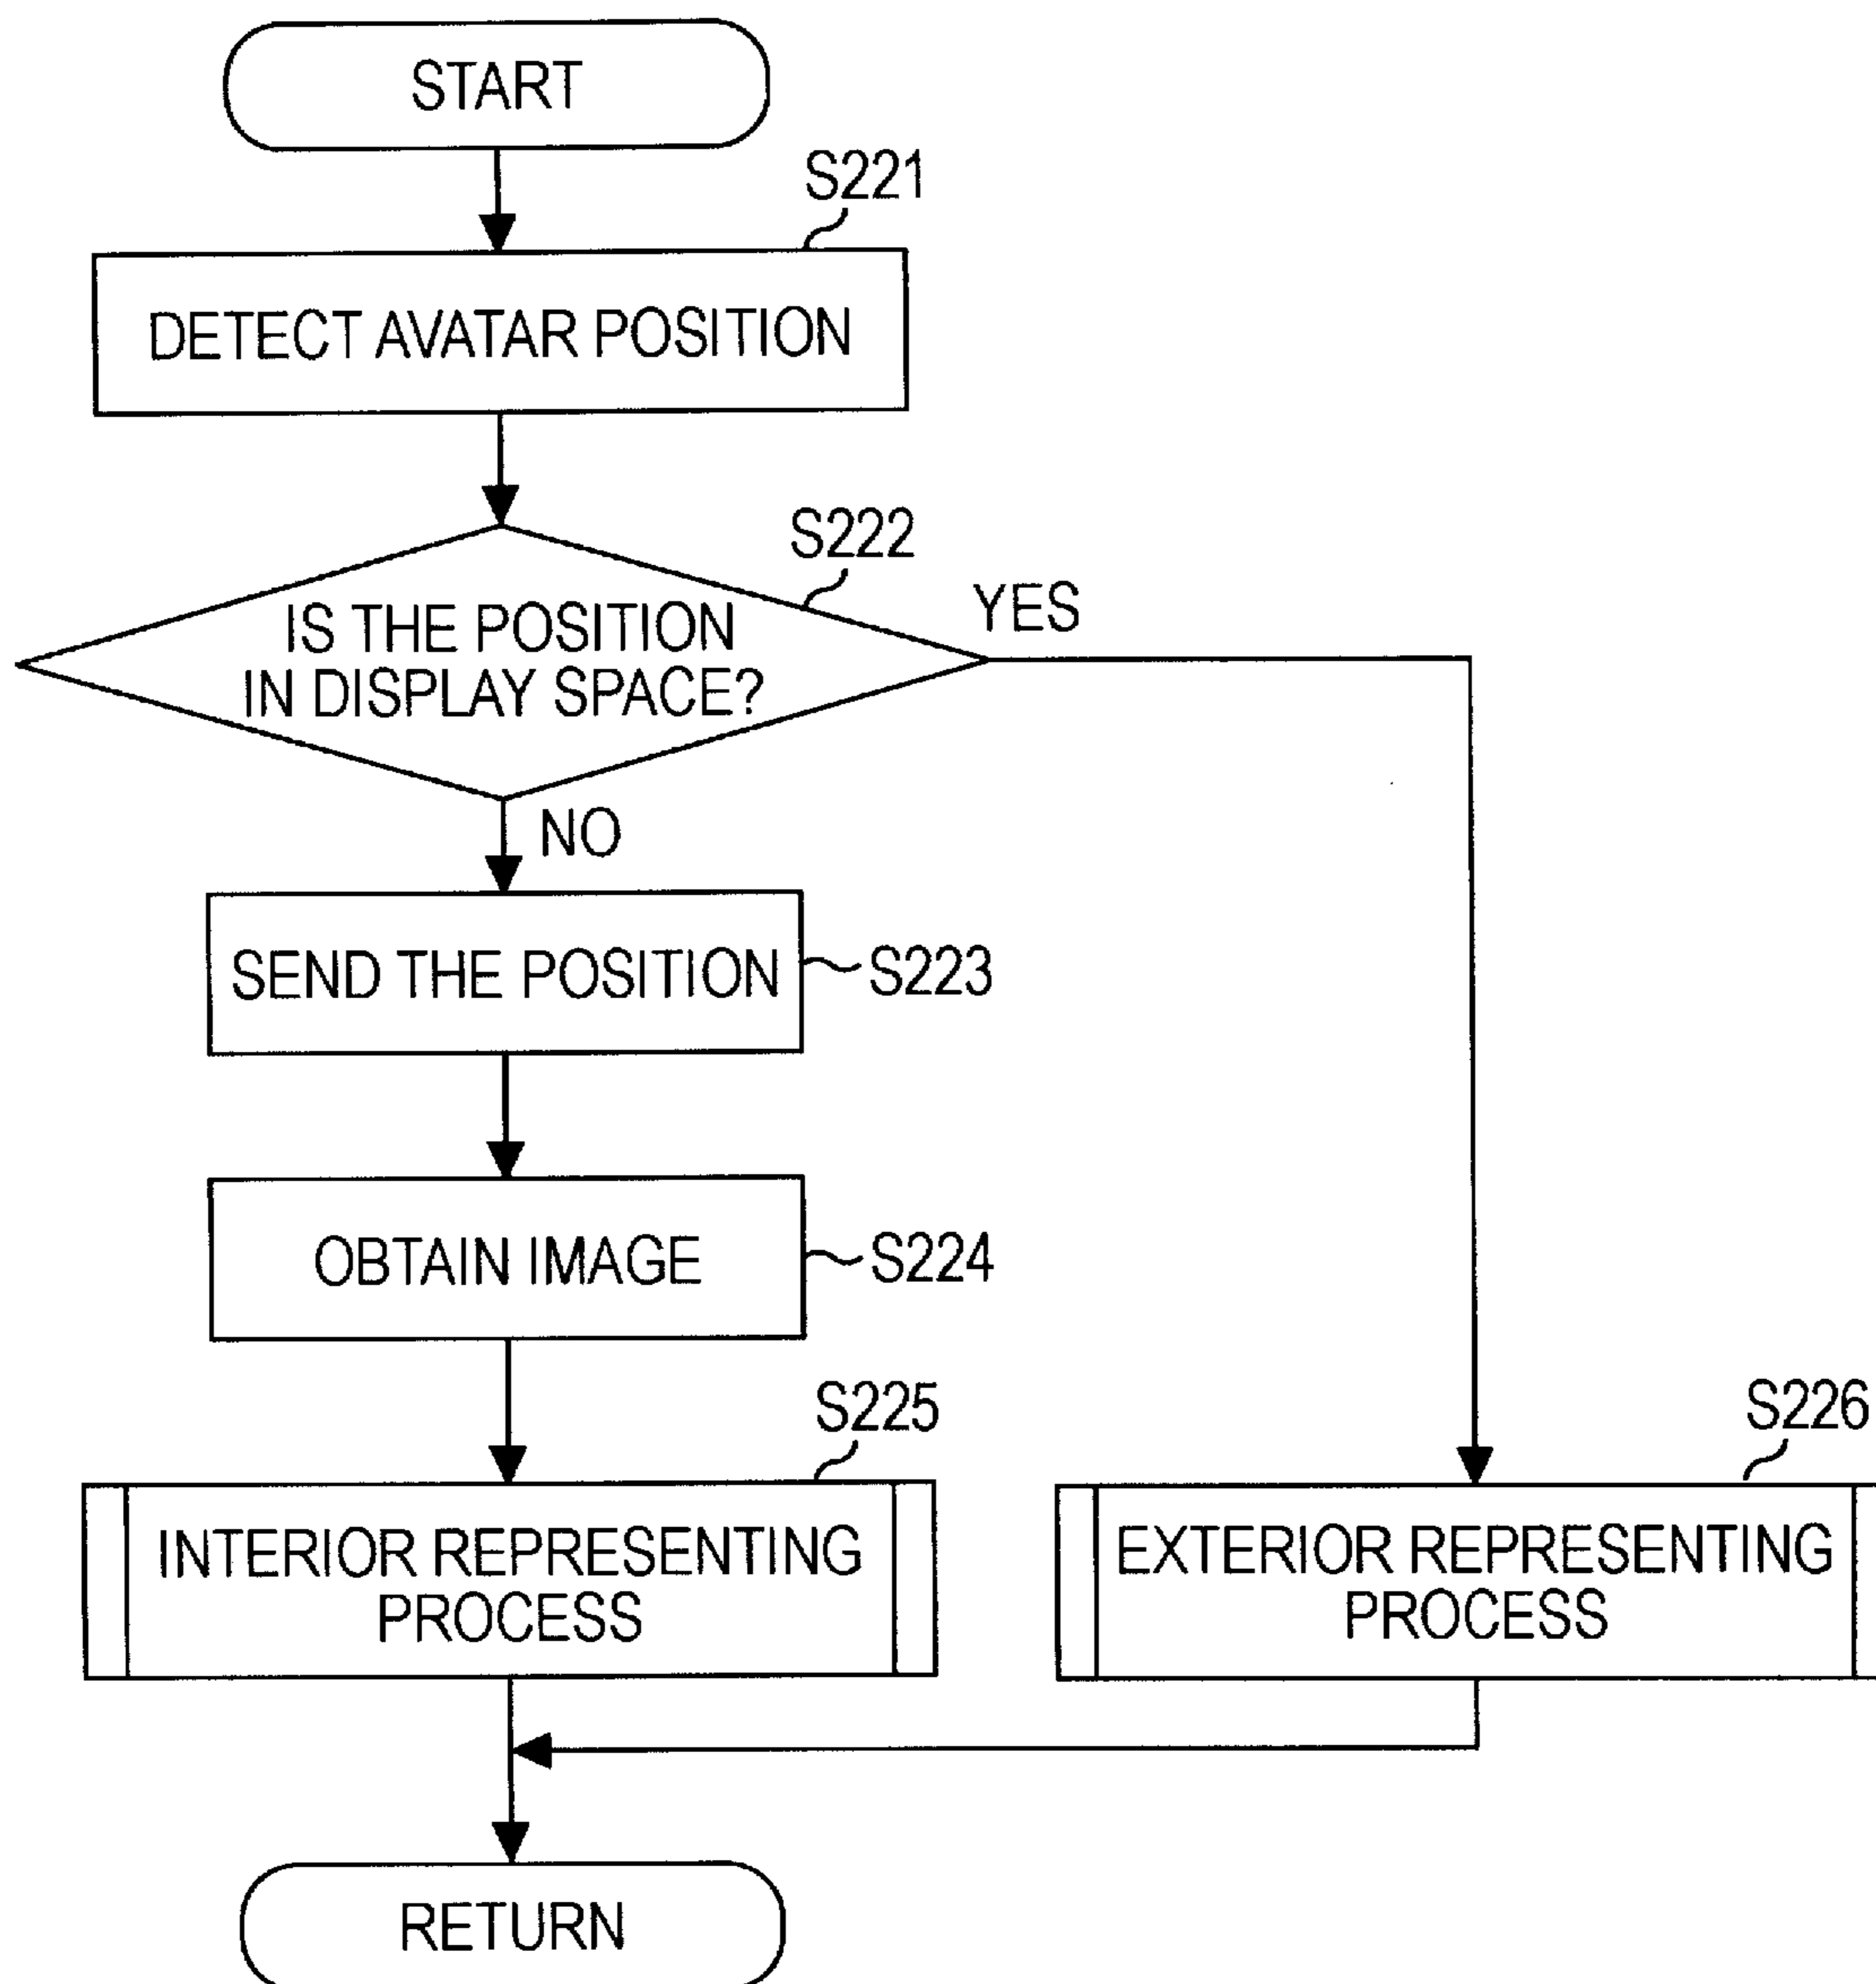 START
S221
DETECT AVATAR POSITION
S222
IS THE POSITION
IN DISPLAY SPACE?
YES
NO
SEND THE POSITION
S223
OBTAIN IMAGE
S224
S225
INTERIOR REPRESENTING
PROCESS
S226
EXTERIOR REPRESENTING
PROCESS
RETURN